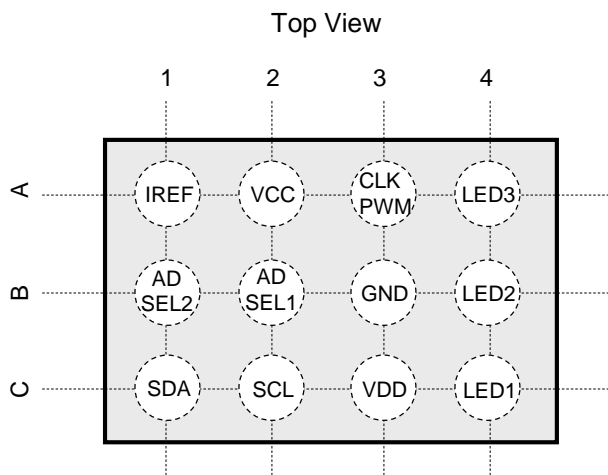 Top View
1 2 3 4
A
IREF VCC CLK PWM LED3
B
AD SEL2 AD SEL1 GND LED2
C
SDA SCL VDD LED1